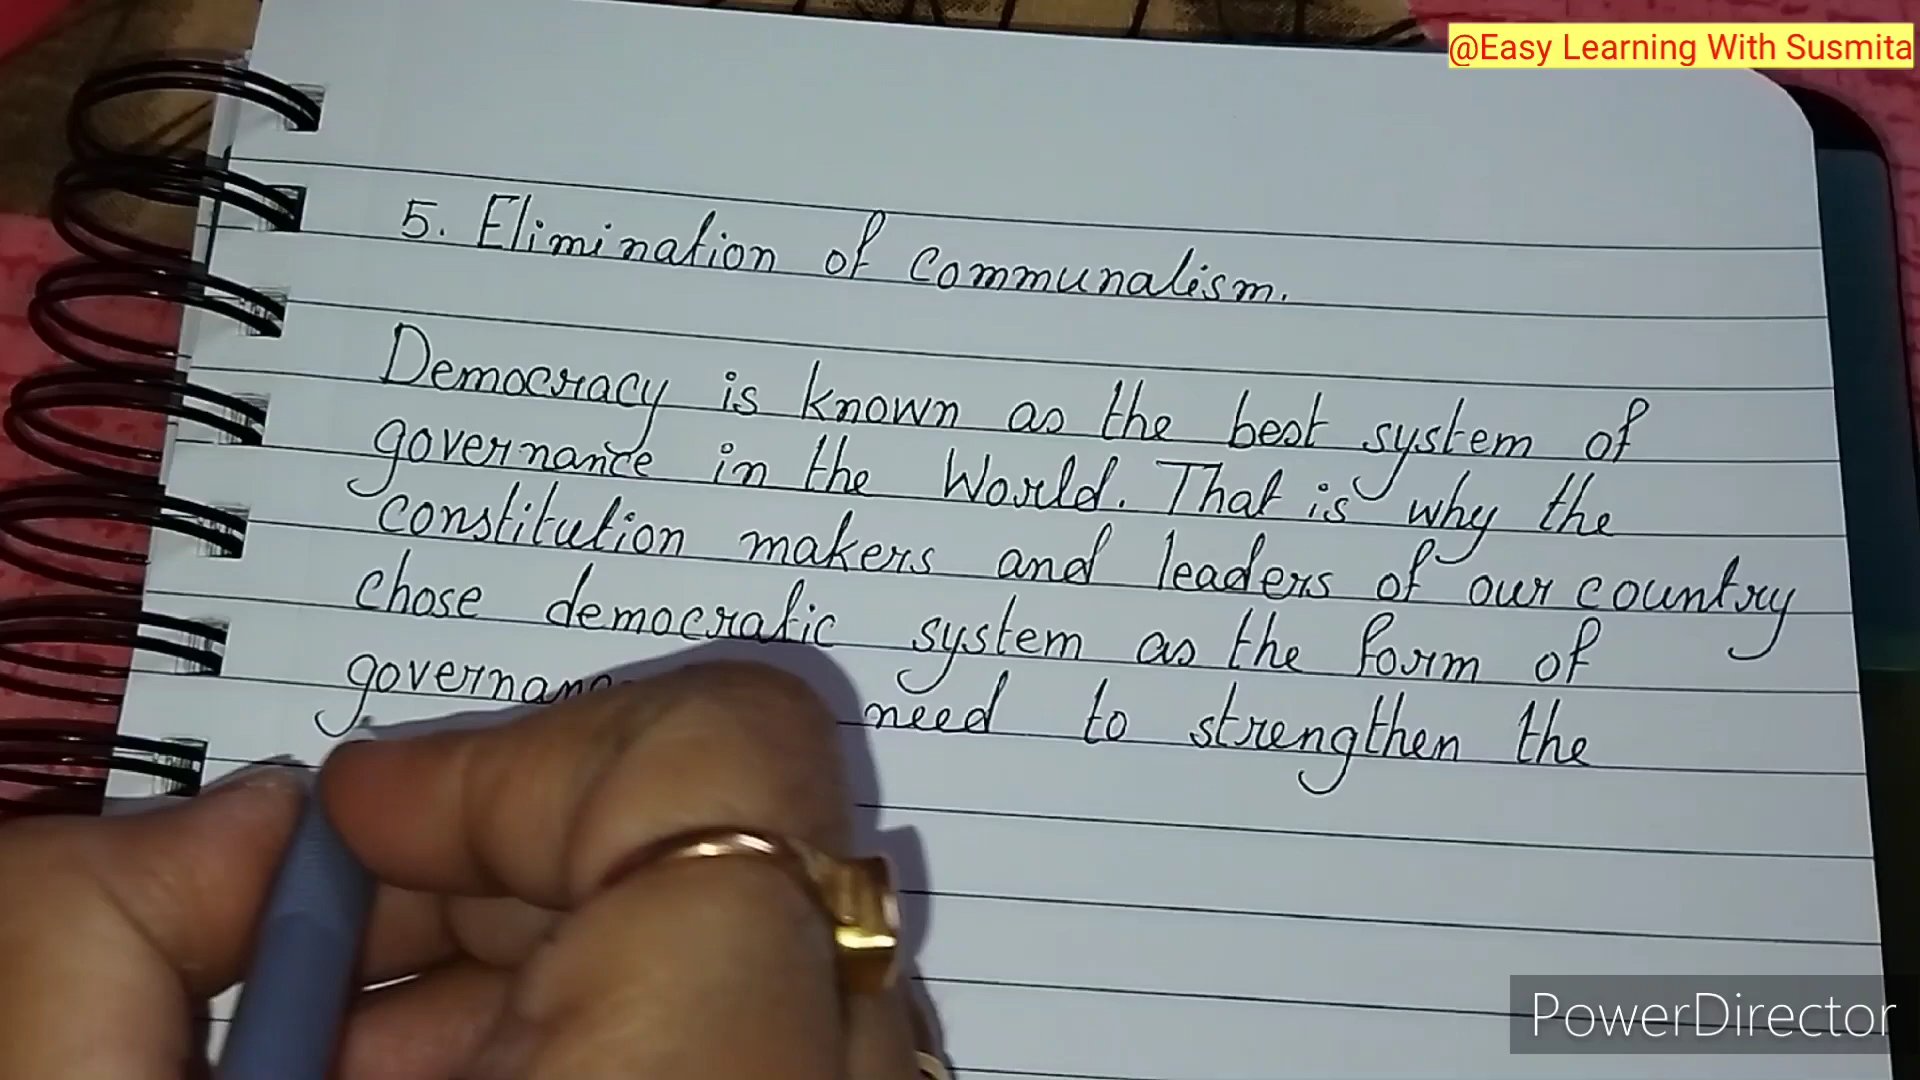 @Easy Learning With Susmita
5. Elimination of communalism.
Democracy is known as the best system of
governance in the World. That is why the
constitution makers and leaders of our country
chose democratic system as the form of
need to strengthen the
PowerDirector